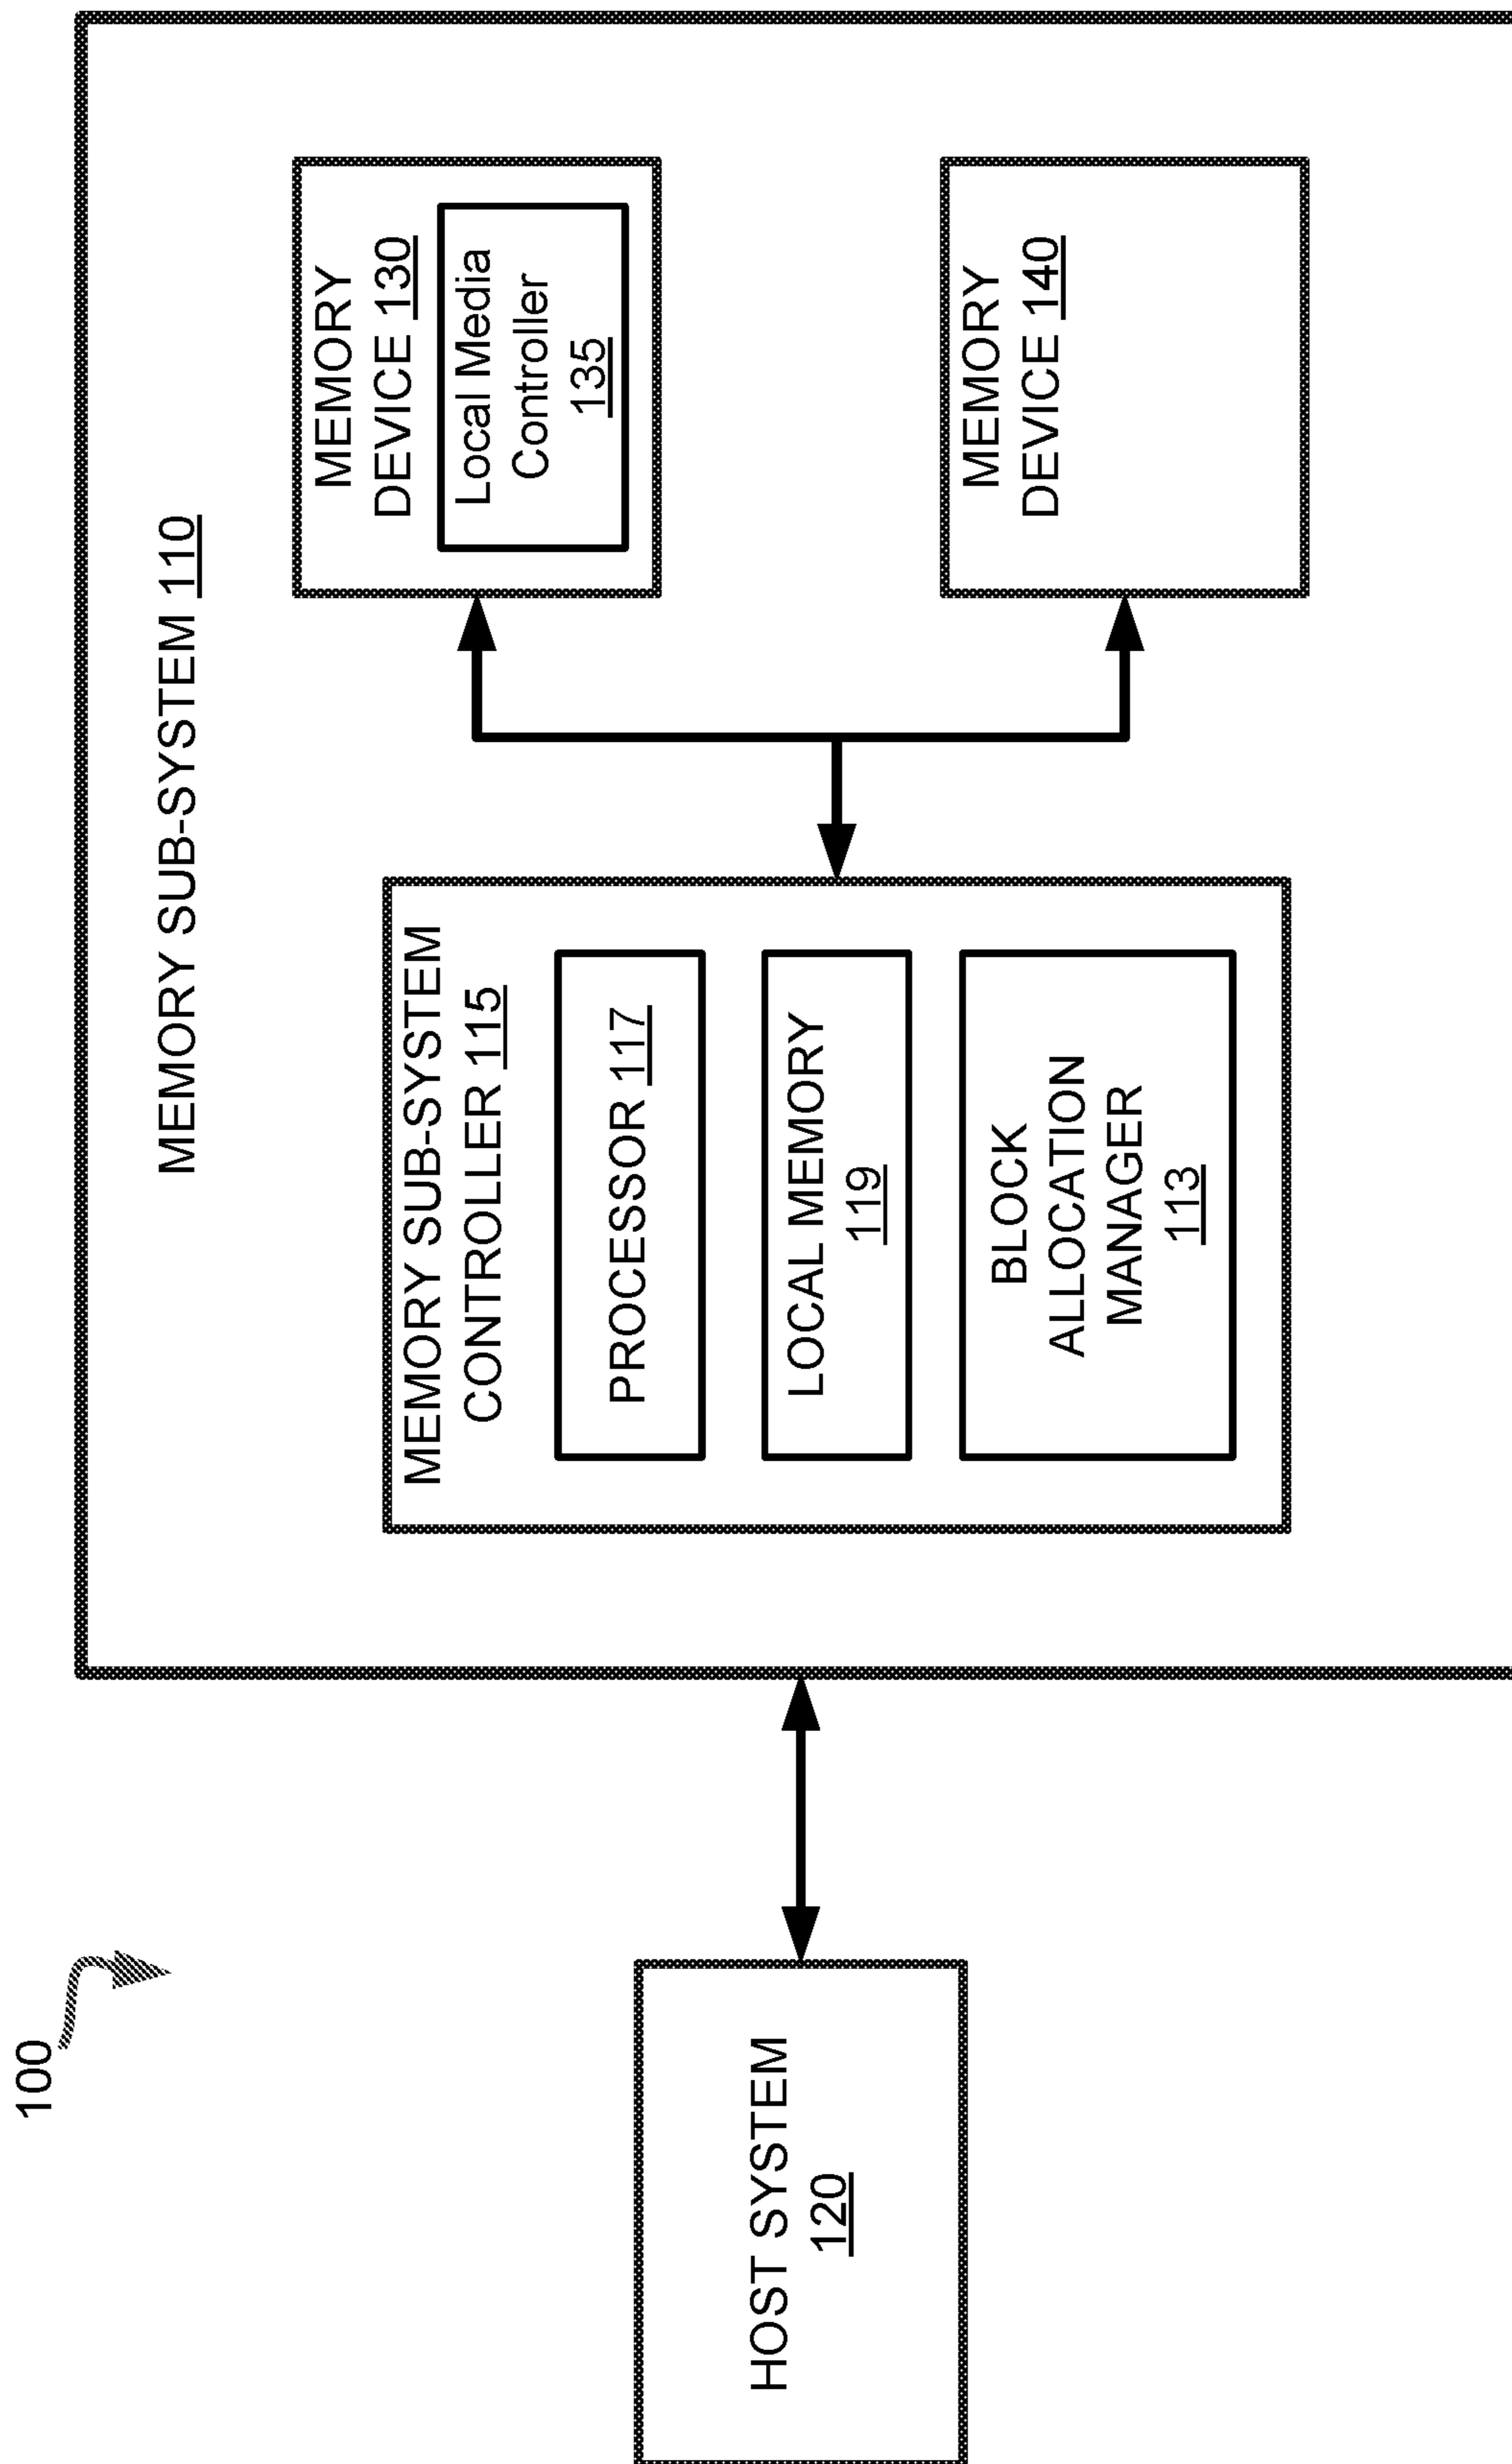 100
MEMORY SUB-SYSTEM 110
HOST SYSTEM
120
MEMORY SUB-SYSTEM
CONTROLLER 115
PROCESSOR 117
LOCAL MEMORY
119
BLOCK
ALLOCATION
MANAGER
113
MEMORY
DEVICE 130
Local Media
Controller
135
MEMORY
DEVICE 140